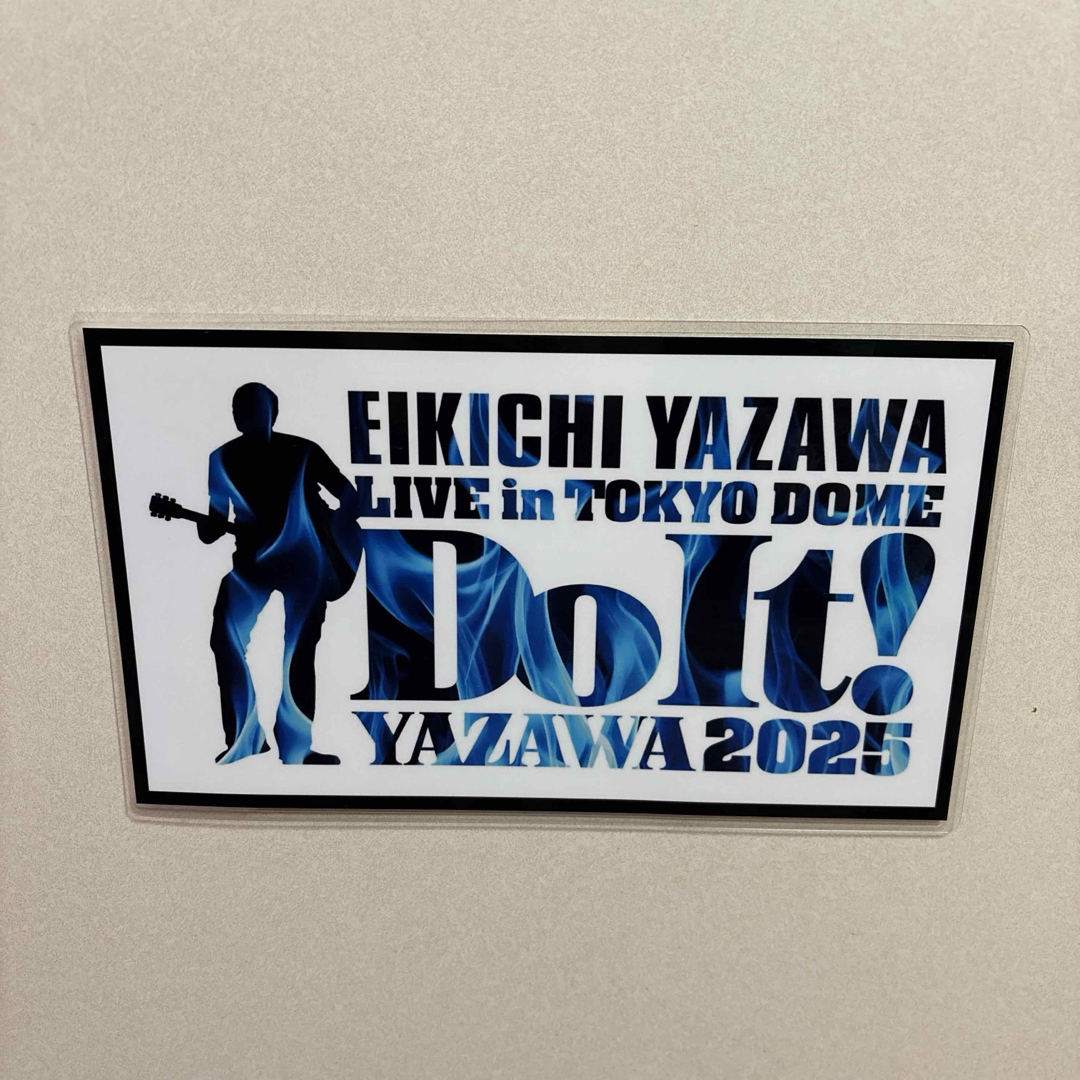 EIKICHI YAZAWA
LIVE in TOKYO DOME
Do It!
YAZAWA 2025